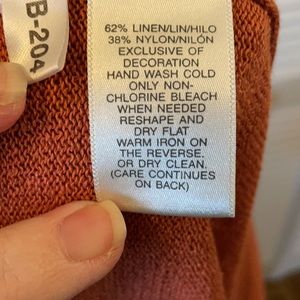 B-204
62% LINEN/LIN/HILO
38% NYLON/NILÓN
EXCLUSIVE OF
DECORATION
HAND WASH COLD
ONLY NON-
CHLORINE BLEACH
WHEN NEEDED
RESHAPE AND
DRY FLAT
WARM IRON ON
THE REVERSE.
OR DRY CLEAN.
(CARE CONTINUES
ON BACK)